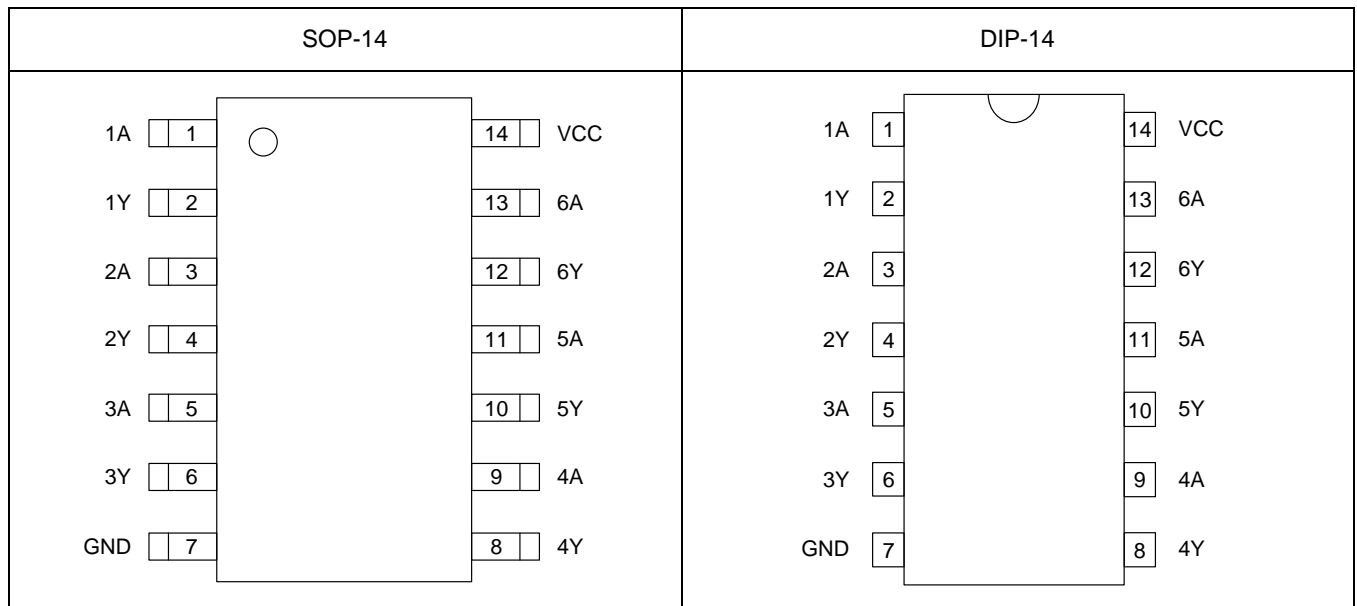 SOP-14
DIP-14
1A 1 14 VCC
1Y 2 13 6A
2A 3 12 6Y
2Y 4 11 5A
3A 5 10 5Y
3Y 6 9 4A
GND 7 8 4Y
1A 1 14 VCC
1Y 2 13 6A
2A 3 12 6Y
2Y 4 11 5A
3A 5 10 5Y
3Y 6 9 4A
GND 7 8 4Y